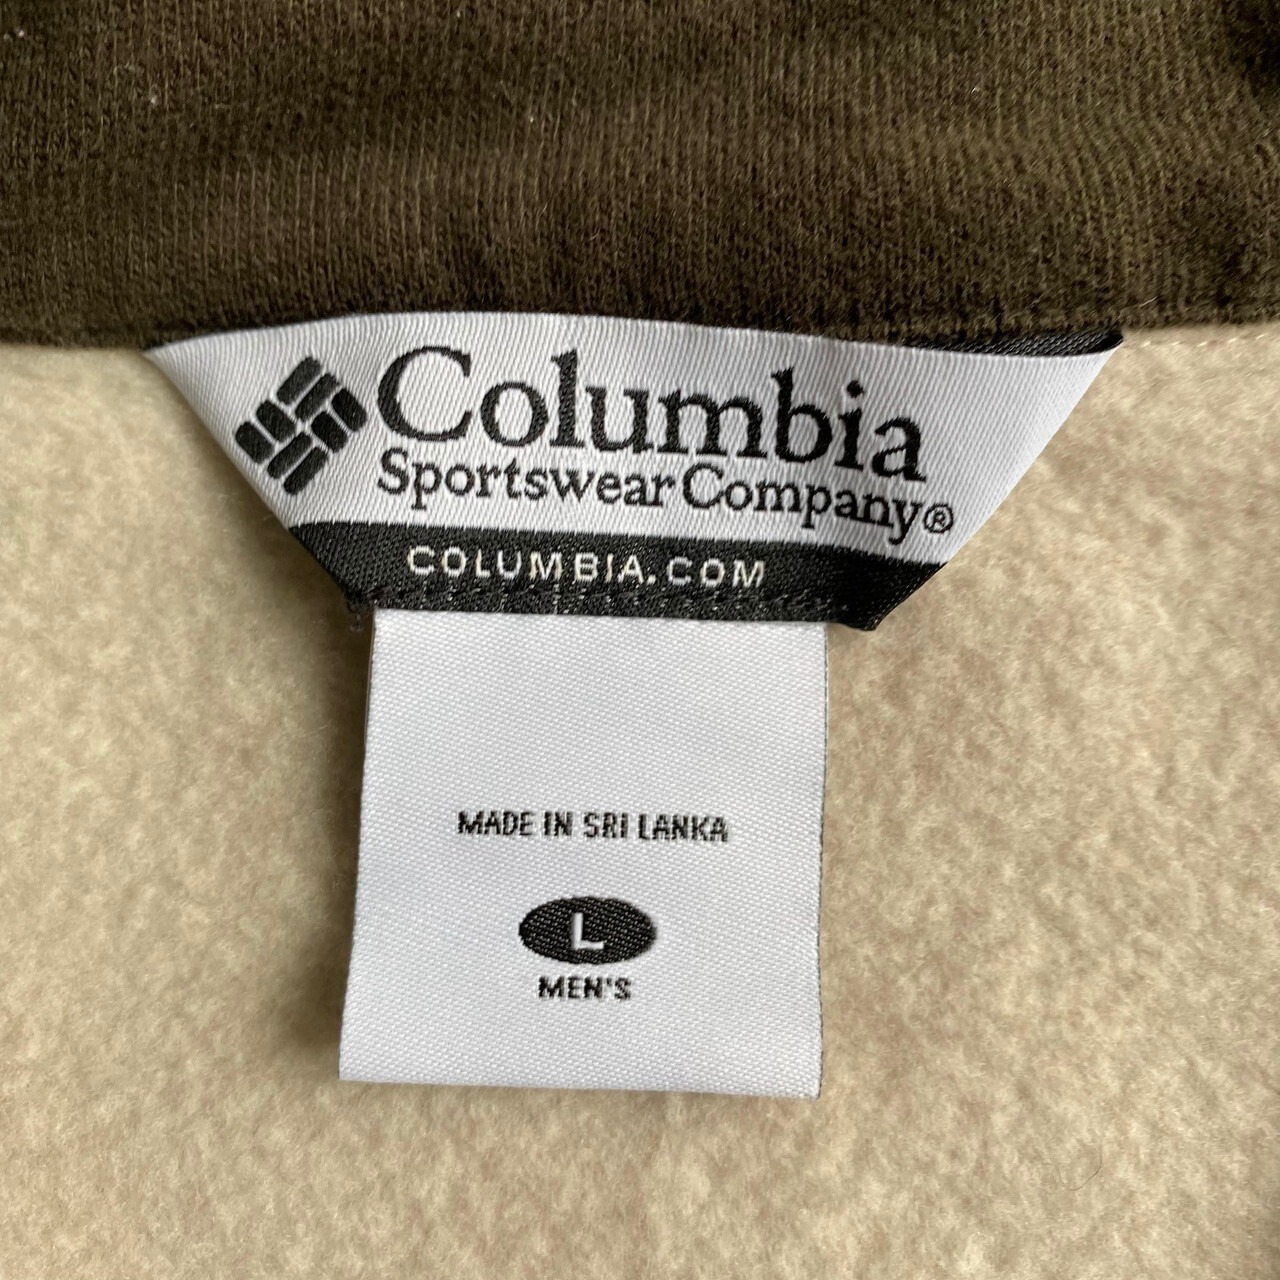 Columbia
Sportswear Company®
COLUMBIA.COM
MADE IN SRI LANKA
L
MEN'S